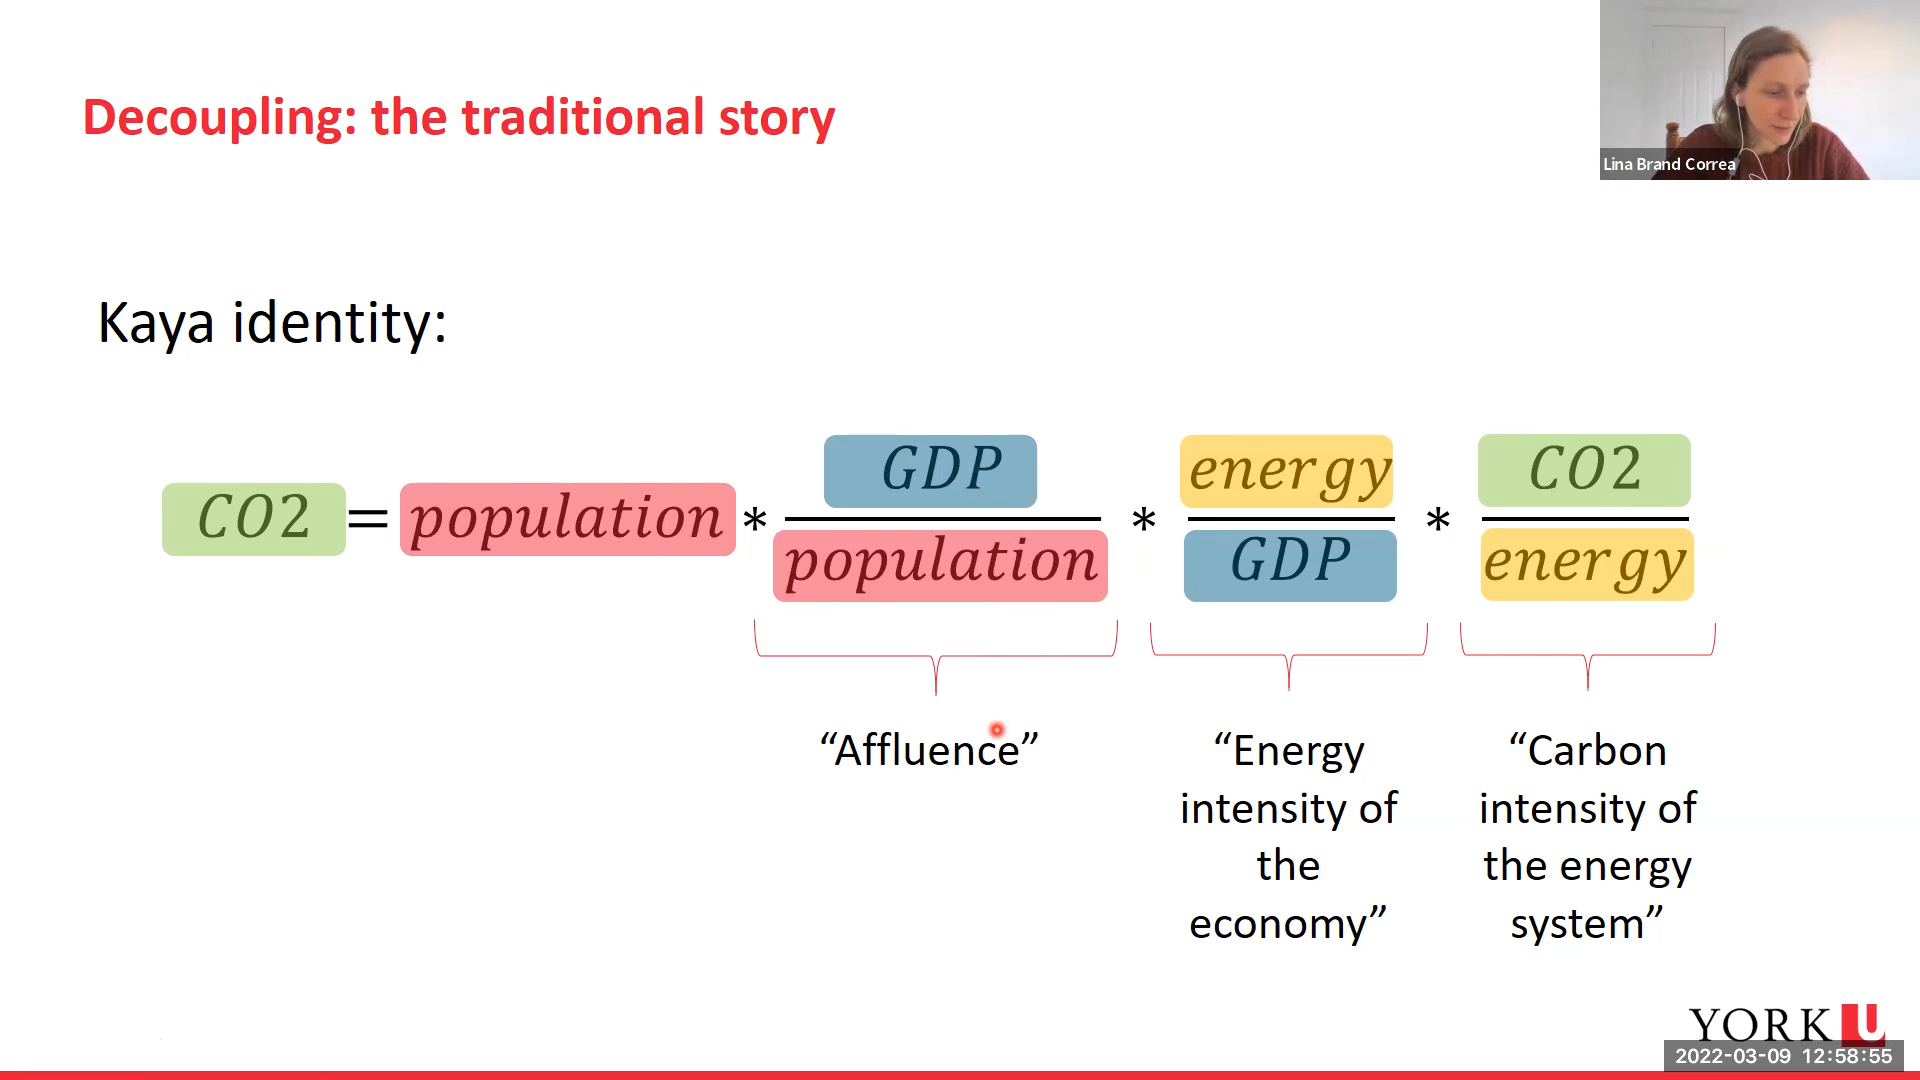 Decoupling: the traditional story
Lina Brand Correa
Kaya identity:
CO2 = population * GDP / population * energy / GDP * CO2 / energy
“Affluence”
“Energy
intensity of
the
economy”
“Carbon
intensity of
the energy
system”
YORK U
2022-03-09 12:58:55